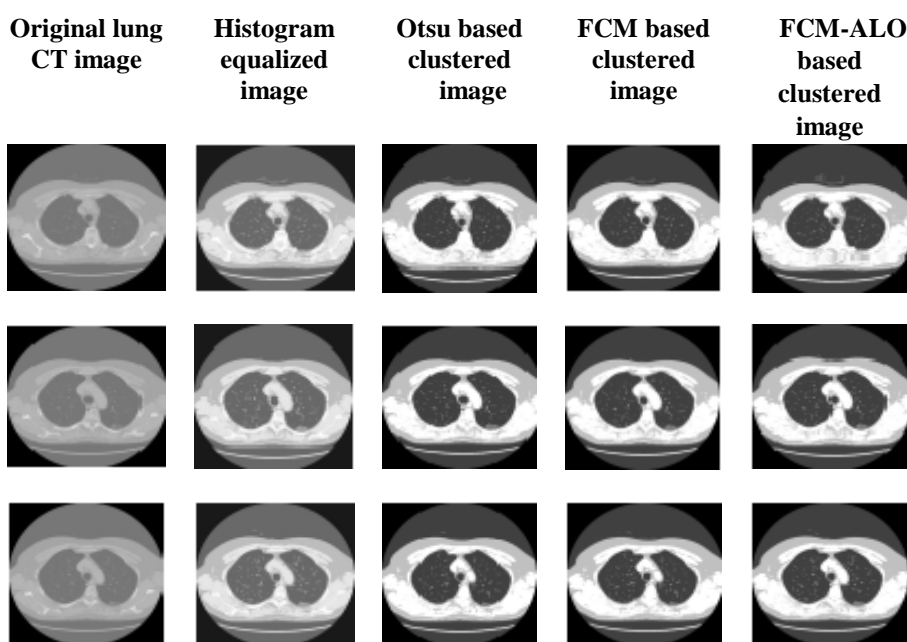 Original lung
CT image
Histogram
equalized
image
Otsu based
clustered
image
FCM based
clustered
image
FCM-ALO
based
clustered
image